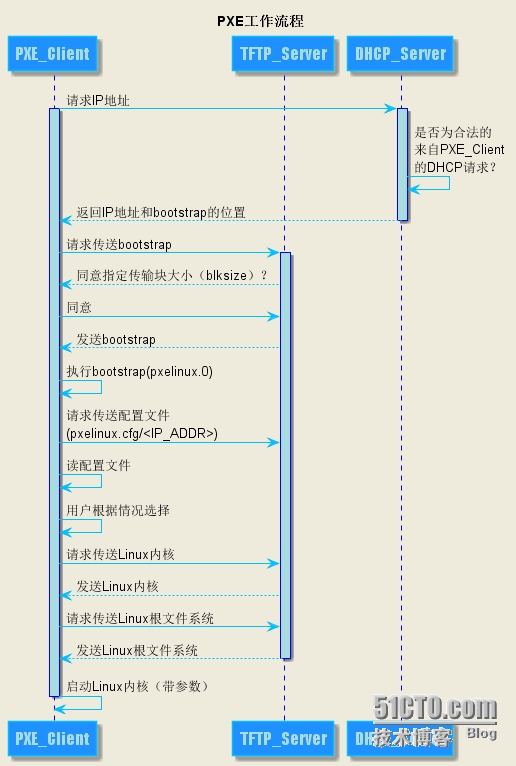 PXE工作流程
PXE_Client
TFTP_Server
DHCP_Server
请求IP地址
是否为合法的
来自PXE_Client
的DHCP请求?
返回IP地址和bootstrap的位置
请求传送bootstrap
同意指定传输块大小（blksize）?
同意
发送bootstrap
执行bootstrap(pxelinux.0)
请求传送配置文件
(pxelinux.cfg/<IP_ADDR>)
读配置文件
用户根据情况选择
请求传送Linux内核
发送Linux内核
请求传送Linux根文件系统
发送Linux根文件系统
启动Linux内核（带参数）
PXE_Client
TFTP_Server
51CTO.com
技术博客 Blog